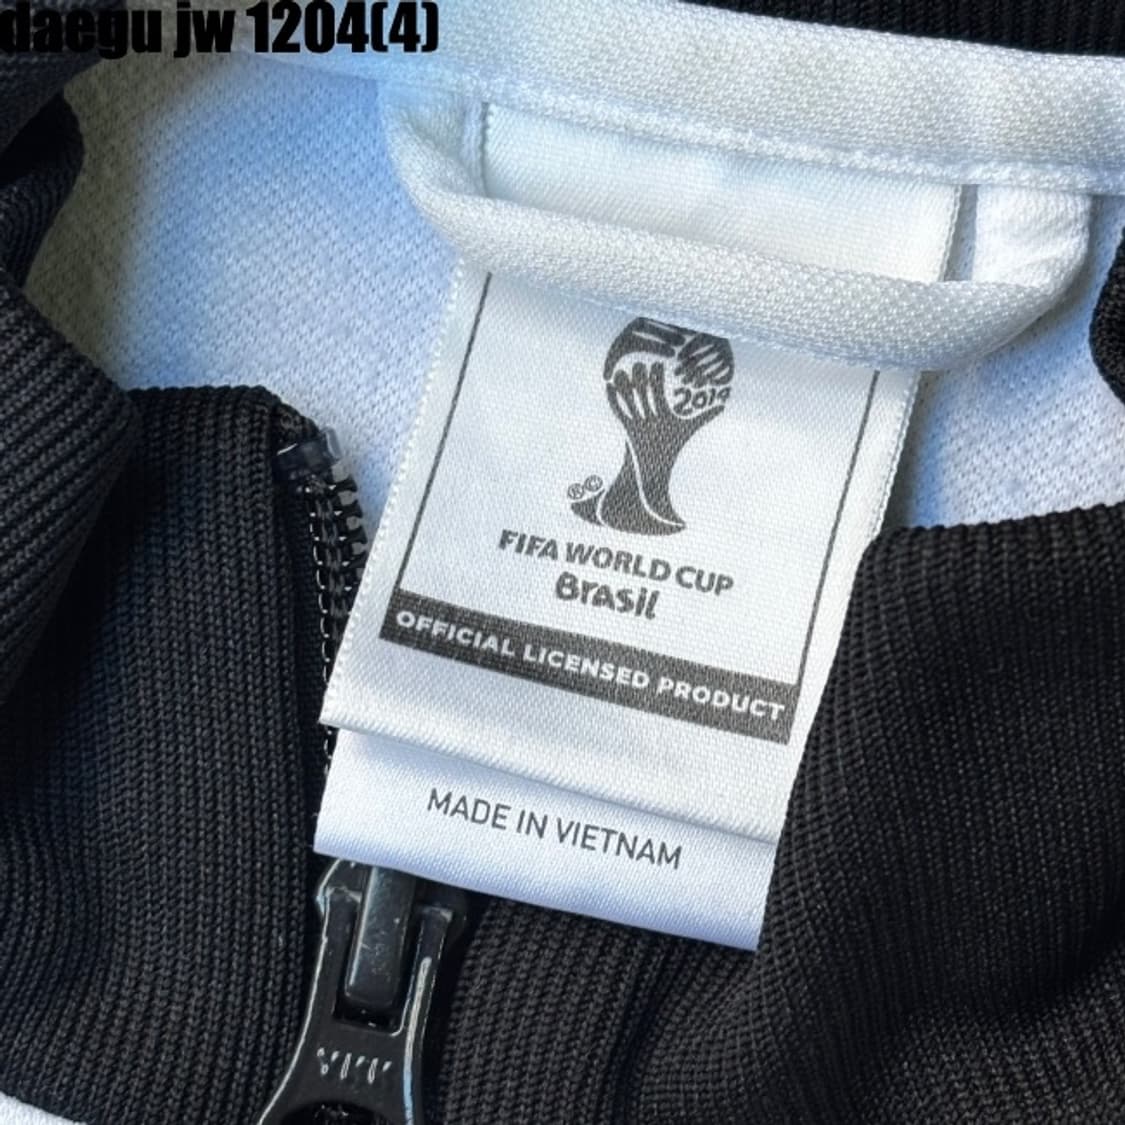 daegu jw 1204(4)
2014
®©
FIFA WORLD CUP
Brasil
OFFICIAL LICENSED PRODUCT
MADE IN VIETNAM